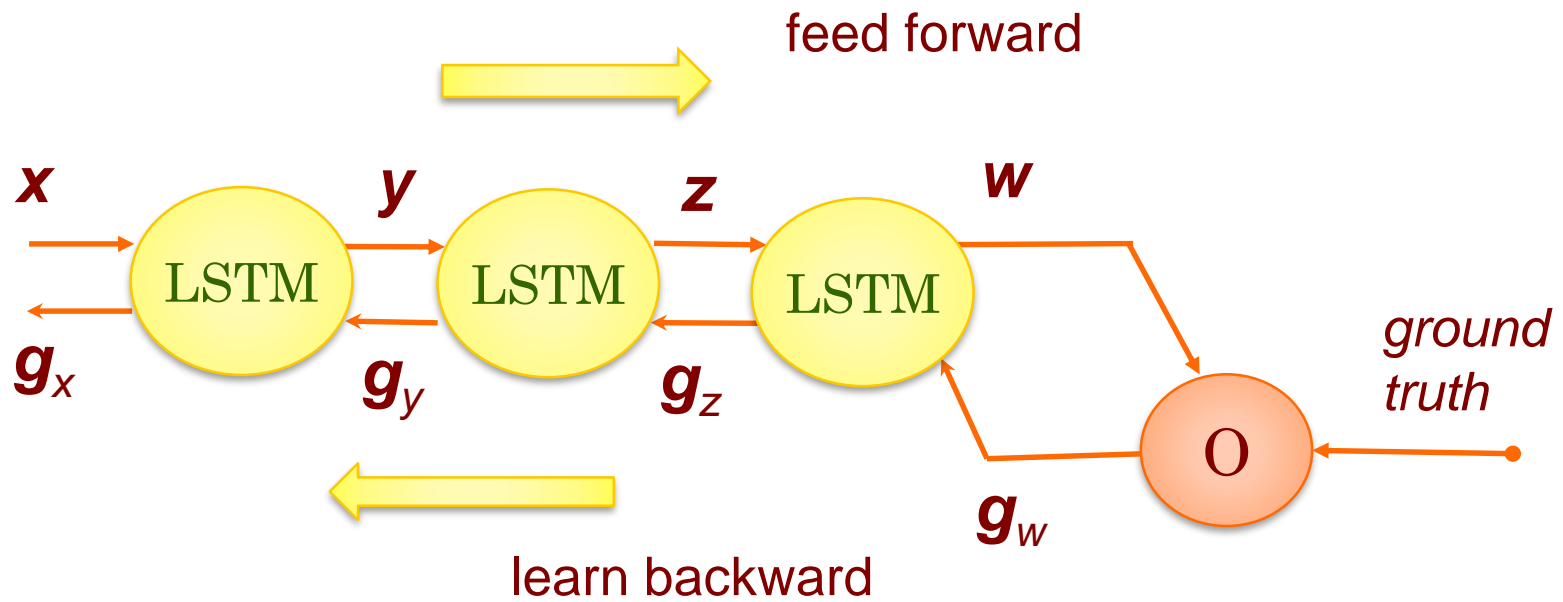 feed forward
x
y
z
w
LSTM
LSTM
LSTM
g_x
g_y
g_z
ground
truth
O
g_w
learn backward